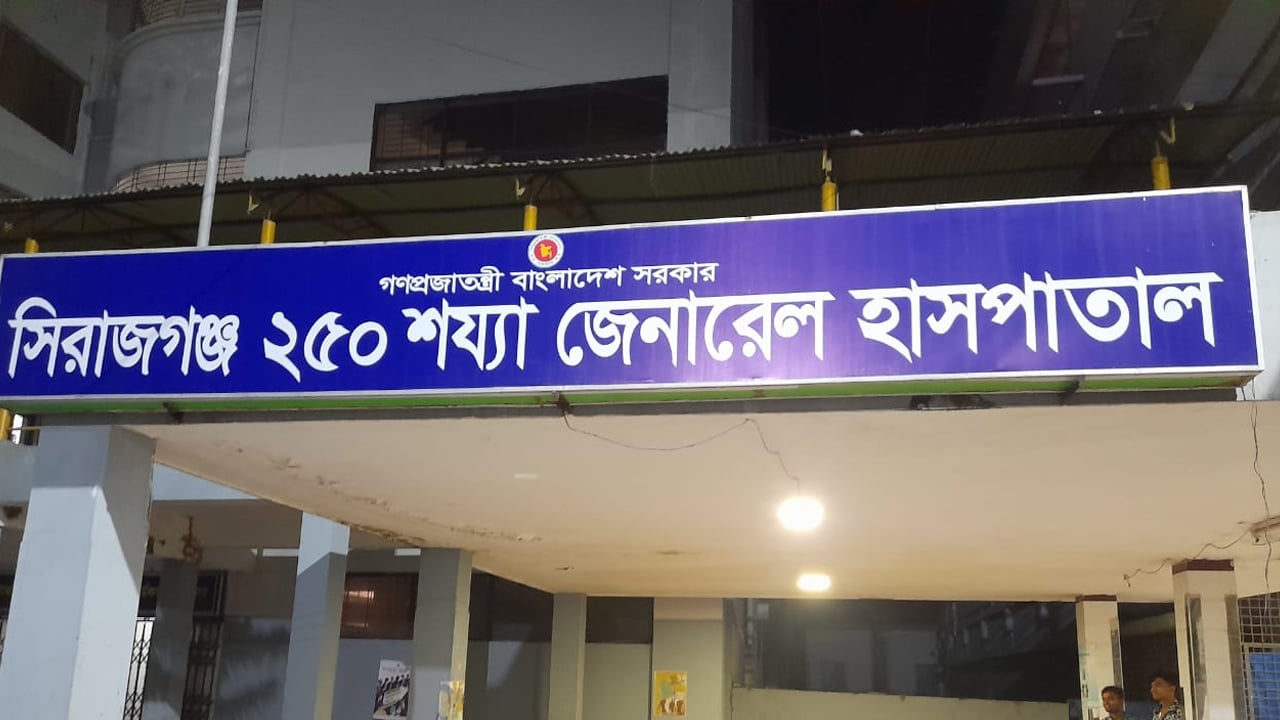 গণপ্রজাতন্ত্রী বাংলাদেশ সরকার
সিরাজগঞ্জ ২৫০ শয্যা জেনারেল হাসপাতাল